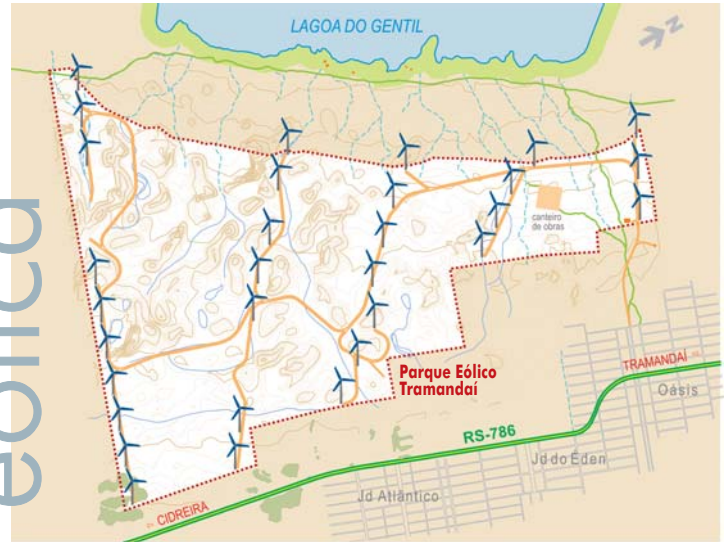 LAGOA DO GENTIL
Z
canteiro
de obras
Parque Eólico
Tramandaí
TRAMANDAÍ
Oásis
RS-786
Jd do Éden
Jd Atlântico
CIDREIRA
eólica